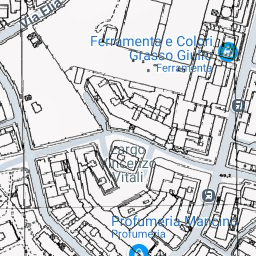 Via Elia
Ferramenta e Colori
Grasso Giulio
Ferramenta
Largo
Vincenzo
Vitali
Profumeria Mancini
Profumeria